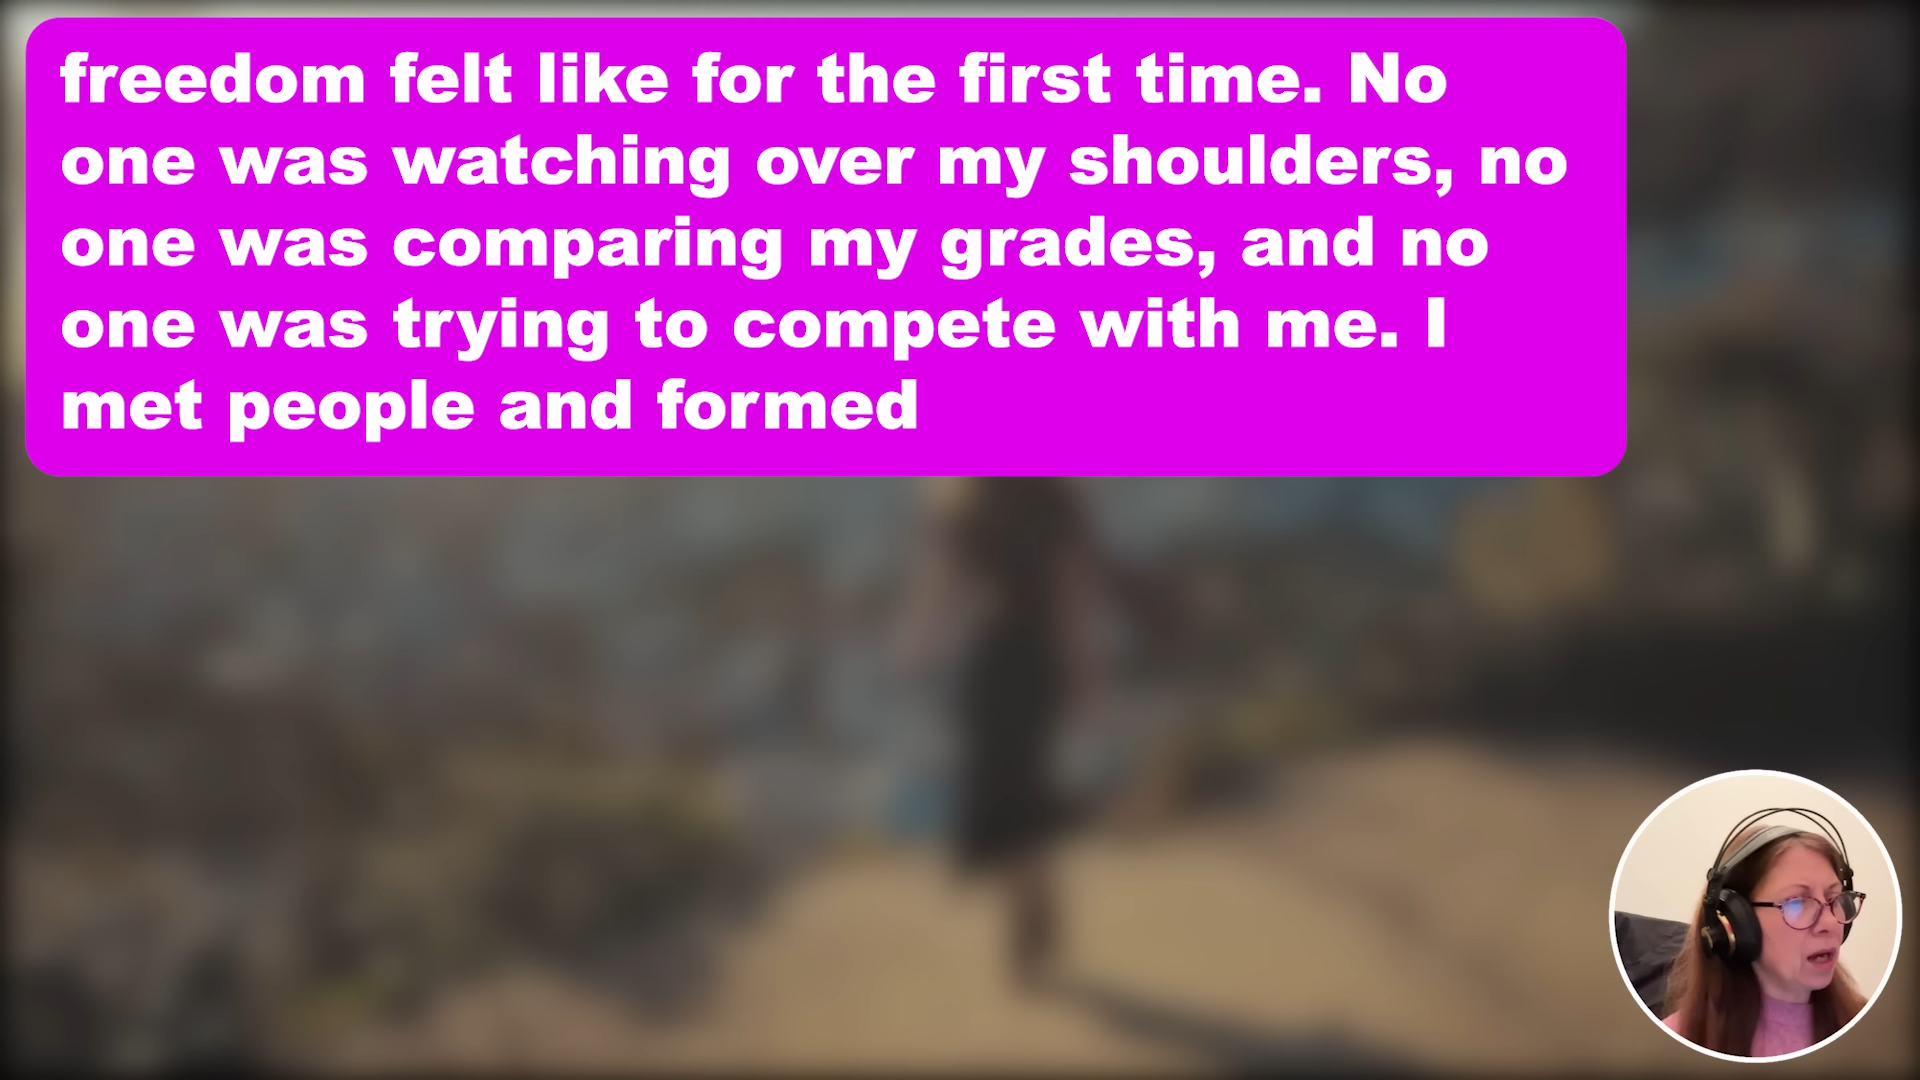 freedom felt like for the first time. No
one was watching over my shoulders, no
one was comparing my grades, and no
one was trying to compete with me. I
met people and formed